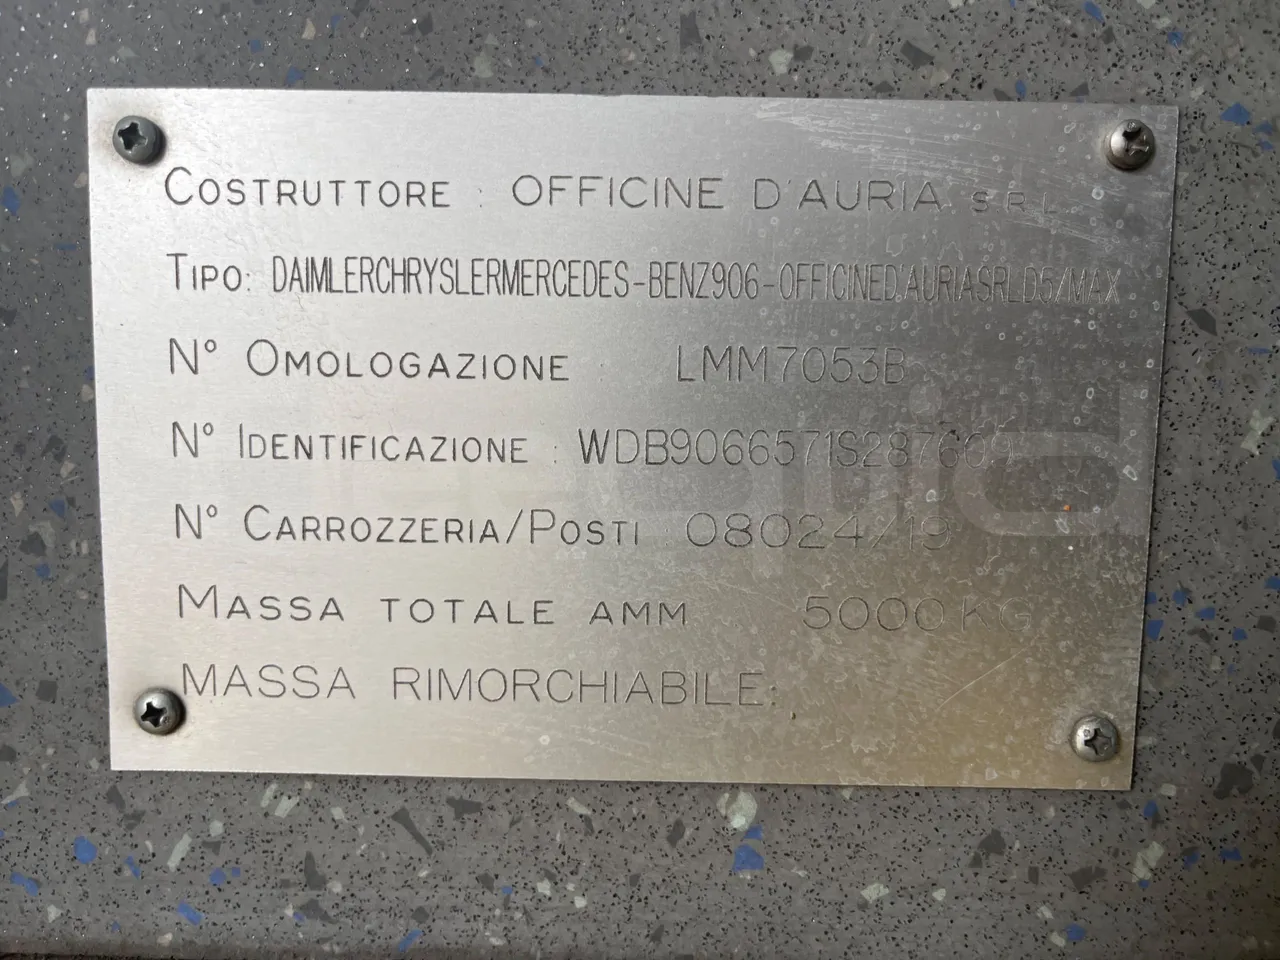 COSTRUTTORE : OFFICINE D'AURIA SRL
TIPO: DAIMLERCHRYSLERMERCEDES-BENZ906-OFFICINED'AURIASRLD5/MAX
N° OMOLOGAZIONE : LMM7053B
N° IDENTIFICAZIONE : WDB9066571S287609
N° CARROZZERIA/POSTI : 08024/19
MASSA TOTALE AMM 5000 KG
MASSA RIMORCHIABILE: